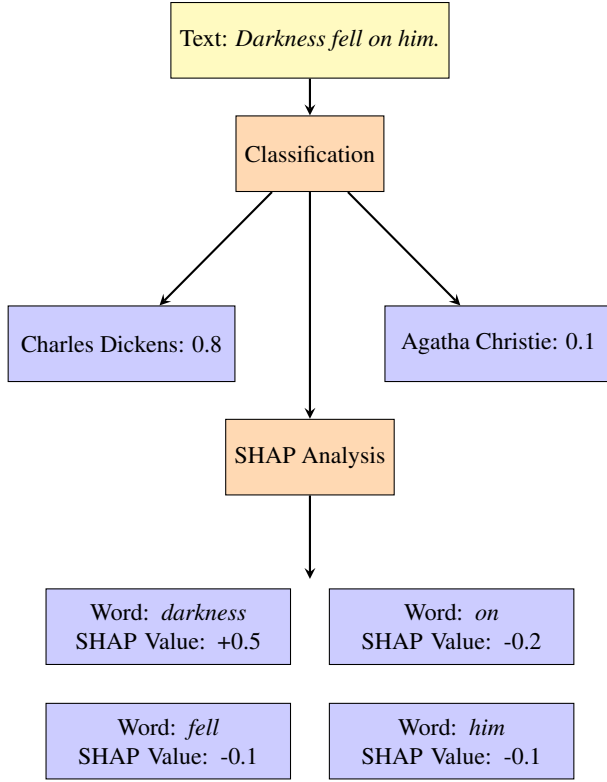 Text: Darkness fell on him.
Classification
Charles Dickens: 0.8
Agatha Christie: 0.1
SHAP Analysis
Word: darkness
SHAP Value: +0.5
Word: on
SHAP Value: -0.2
Word: fell
SHAP Value: -0.1
Word: him
SHAP Value: -0.1